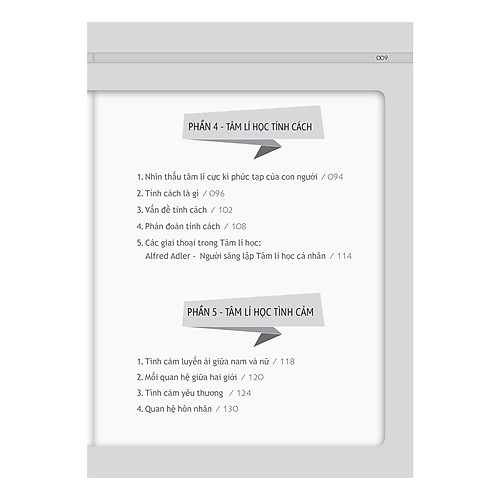 009
PHẦN 4 - TÂM LÍ HỌC TÍNH CÁCH
1. Nhìn thấu tâm lí cực kì phức tạp của con người / 094
2. Tính cách là gì / 096
3. Vấn đề tính cách / 102
4. Phán đoán tính cách / 108
5. Các giai thoại trong Tâm lí học:
Alfred Adler - Người sáng lập Tâm lí học cá nhân / 114
PHẦN 5 - TÂM LÍ HỌC TÌNH CẢM
1. Tình cảm luyến ái giữa nam và nữ / 118
2. Mối quan hệ giữa hai giới / 120
3. Tình cảm yêu thương / 124
4. Quan hệ hôn nhân / 130